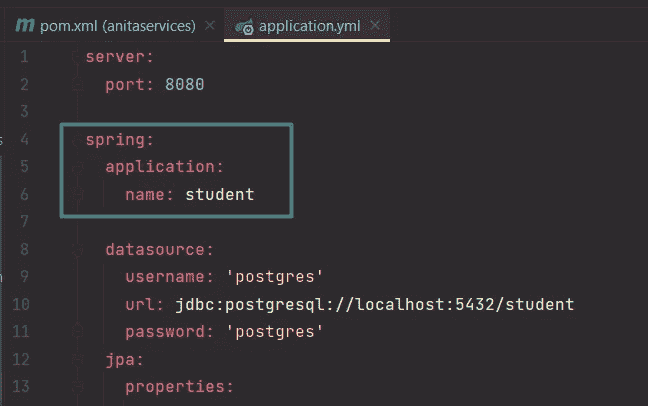 pom.xml (anitaservices)
application.yml
1 server:
2 port: 8080
3
4 spring:
5 application:
6 name: student
7
8 datasource:
9 username: 'postgres'
10 url: jdbc:postgresql://localhost:5432/student
11 password: 'postgres'
12 jpa:
13 properties: